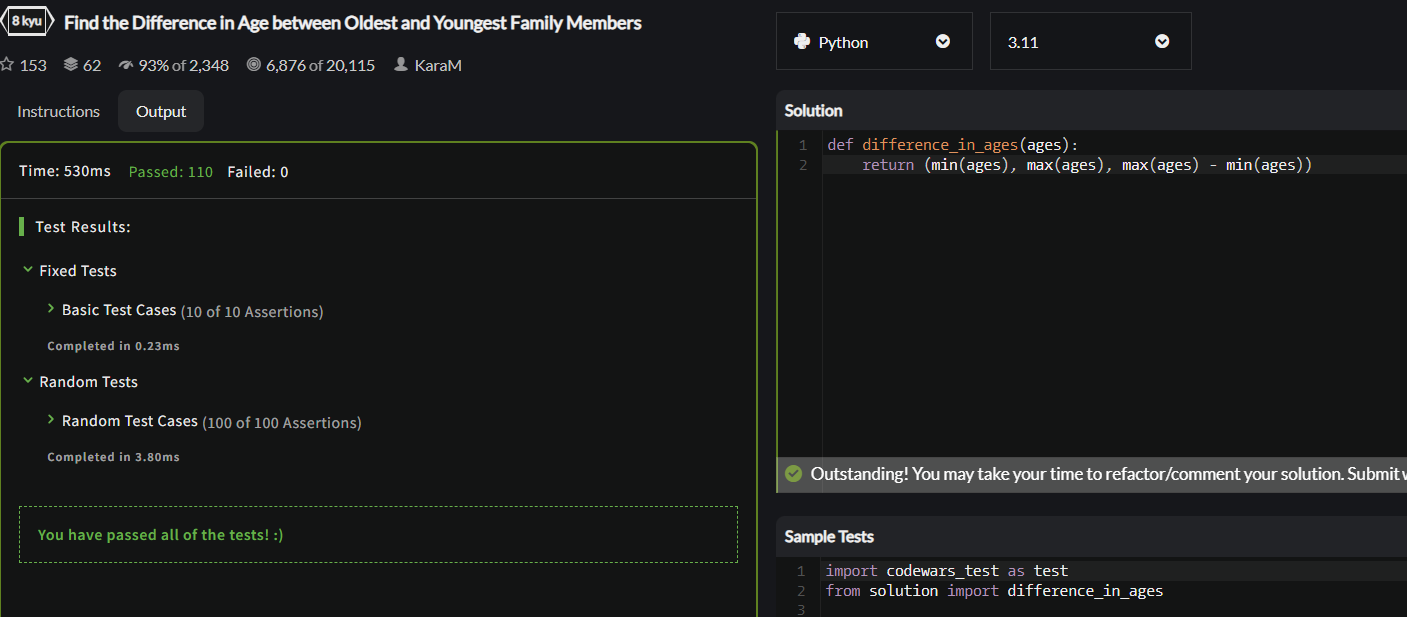 8 kyu Find the Difference in Age between Oldest and Youngest Family Members
153 62 93% of 2,348 6,876 of 20,115 KaraM
Instructions Output
Time: 530ms Passed: 110 Failed: 0
Test Results:
Fixed Tests
Basic Test Cases (10 of 10 Assertions)
Completed in 0.23ms
Random Tests
Random Test Cases (100 of 100 Assertions)
Completed in 3.80ms
You have passed all of the tests! :)
Python 3.11
Solution
1 def difference_in_ages(ages):
2 return (min(ages), max(ages), max(ages) - min(ages))
Outstanding! You may take your time to refactor/comment your solution. Submit w
Sample Tests
1 import codewars_test as test
2 from solution import difference_in_ages
3